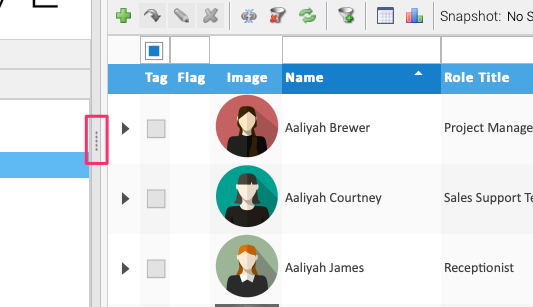 Snapshot: No S
Tag Flag Image Name Role Title
Aaliyah Brewer Project Manage
Aaliyah Courtney Sales Support Te
Aaliyah James Receptionist